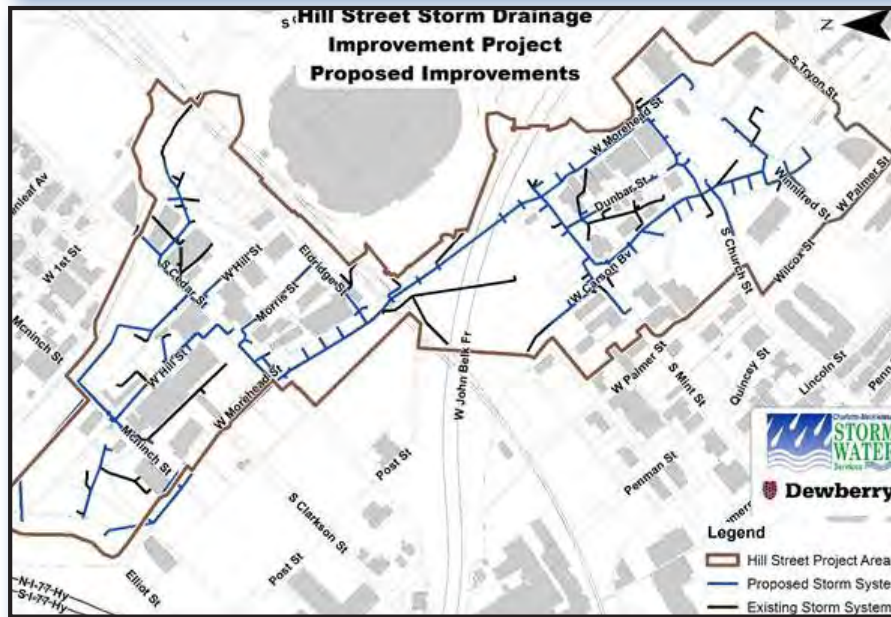 Hill Street Storm Drainage
Improvement Project
Proposed Improvements
N
S Tryon St
W Morehead St
Dunbar St
Winnifred St
W Palmer St
S Church St
Wilcox St
W Carson Bv
W Palmer St
S Mint St
Quincey St
Lincoln St
Penman St
W John Belk Fr
W 1st St
Mcninch St
S Cedar St
W Hill St
Eldridge St
Morris St
W Hill St
W Morehead St
Mcninch St
Post St
S Clarkson St
Post St
Elliot St
N-I-77-Hy
S-I-77-Hy
Charlotte-Mecklenburg
STORM
WATER
Services
Dewberry
Legend
Hill Street Project Area
Proposed Storm Syste
Existing Storm System